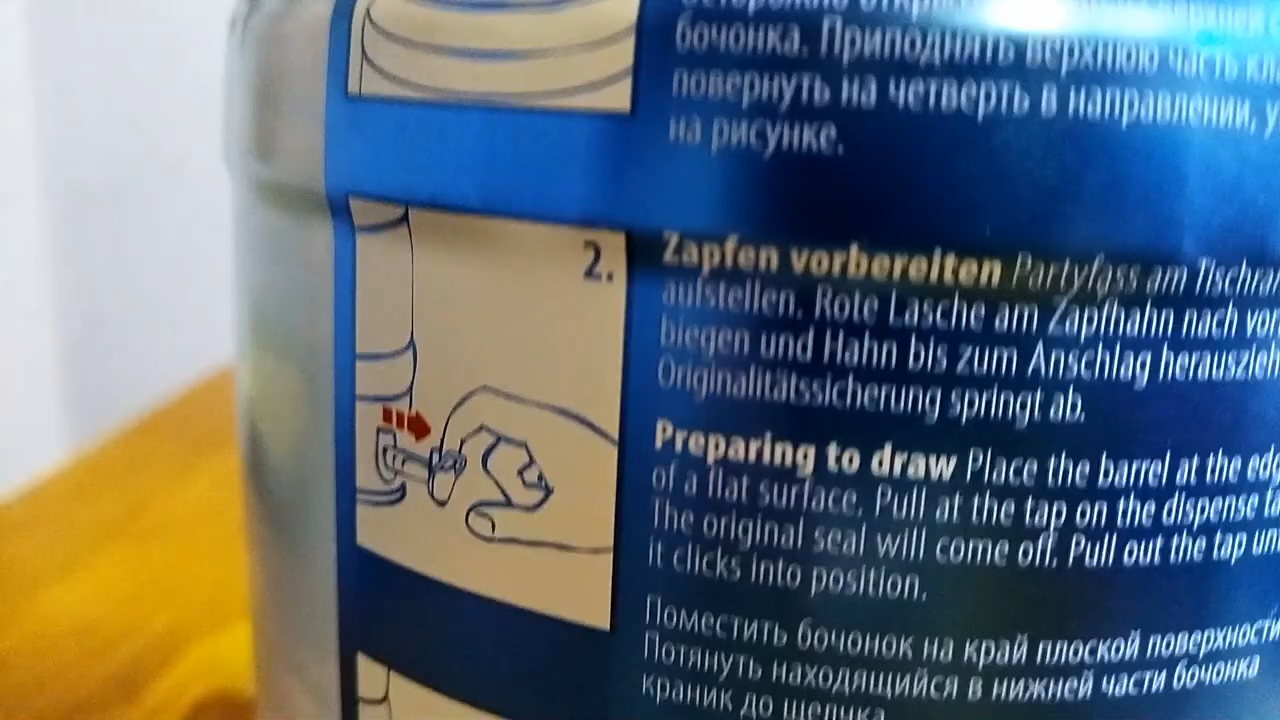 бочонка. Приподнять верхнюю часть
повернуть на четверть в направлении,
на рисунке.
2.
Zapfen vorbereiten Partyfass am
aufstellen. Rote Lasche am Zapfhahn nach
biegen und Hahn bis zum Anschlag
Originalitätssicherung springt ab.
Preparing to draw Place the barrel at the
of a flat surface. Pull at the tap on the dispense
The original seal will come off. Pull out the tap
it clicks into position.
Поместить бочонок на край плоской поверхности
Потянуть находящийся в нижней части бочонка
краник до щелчка